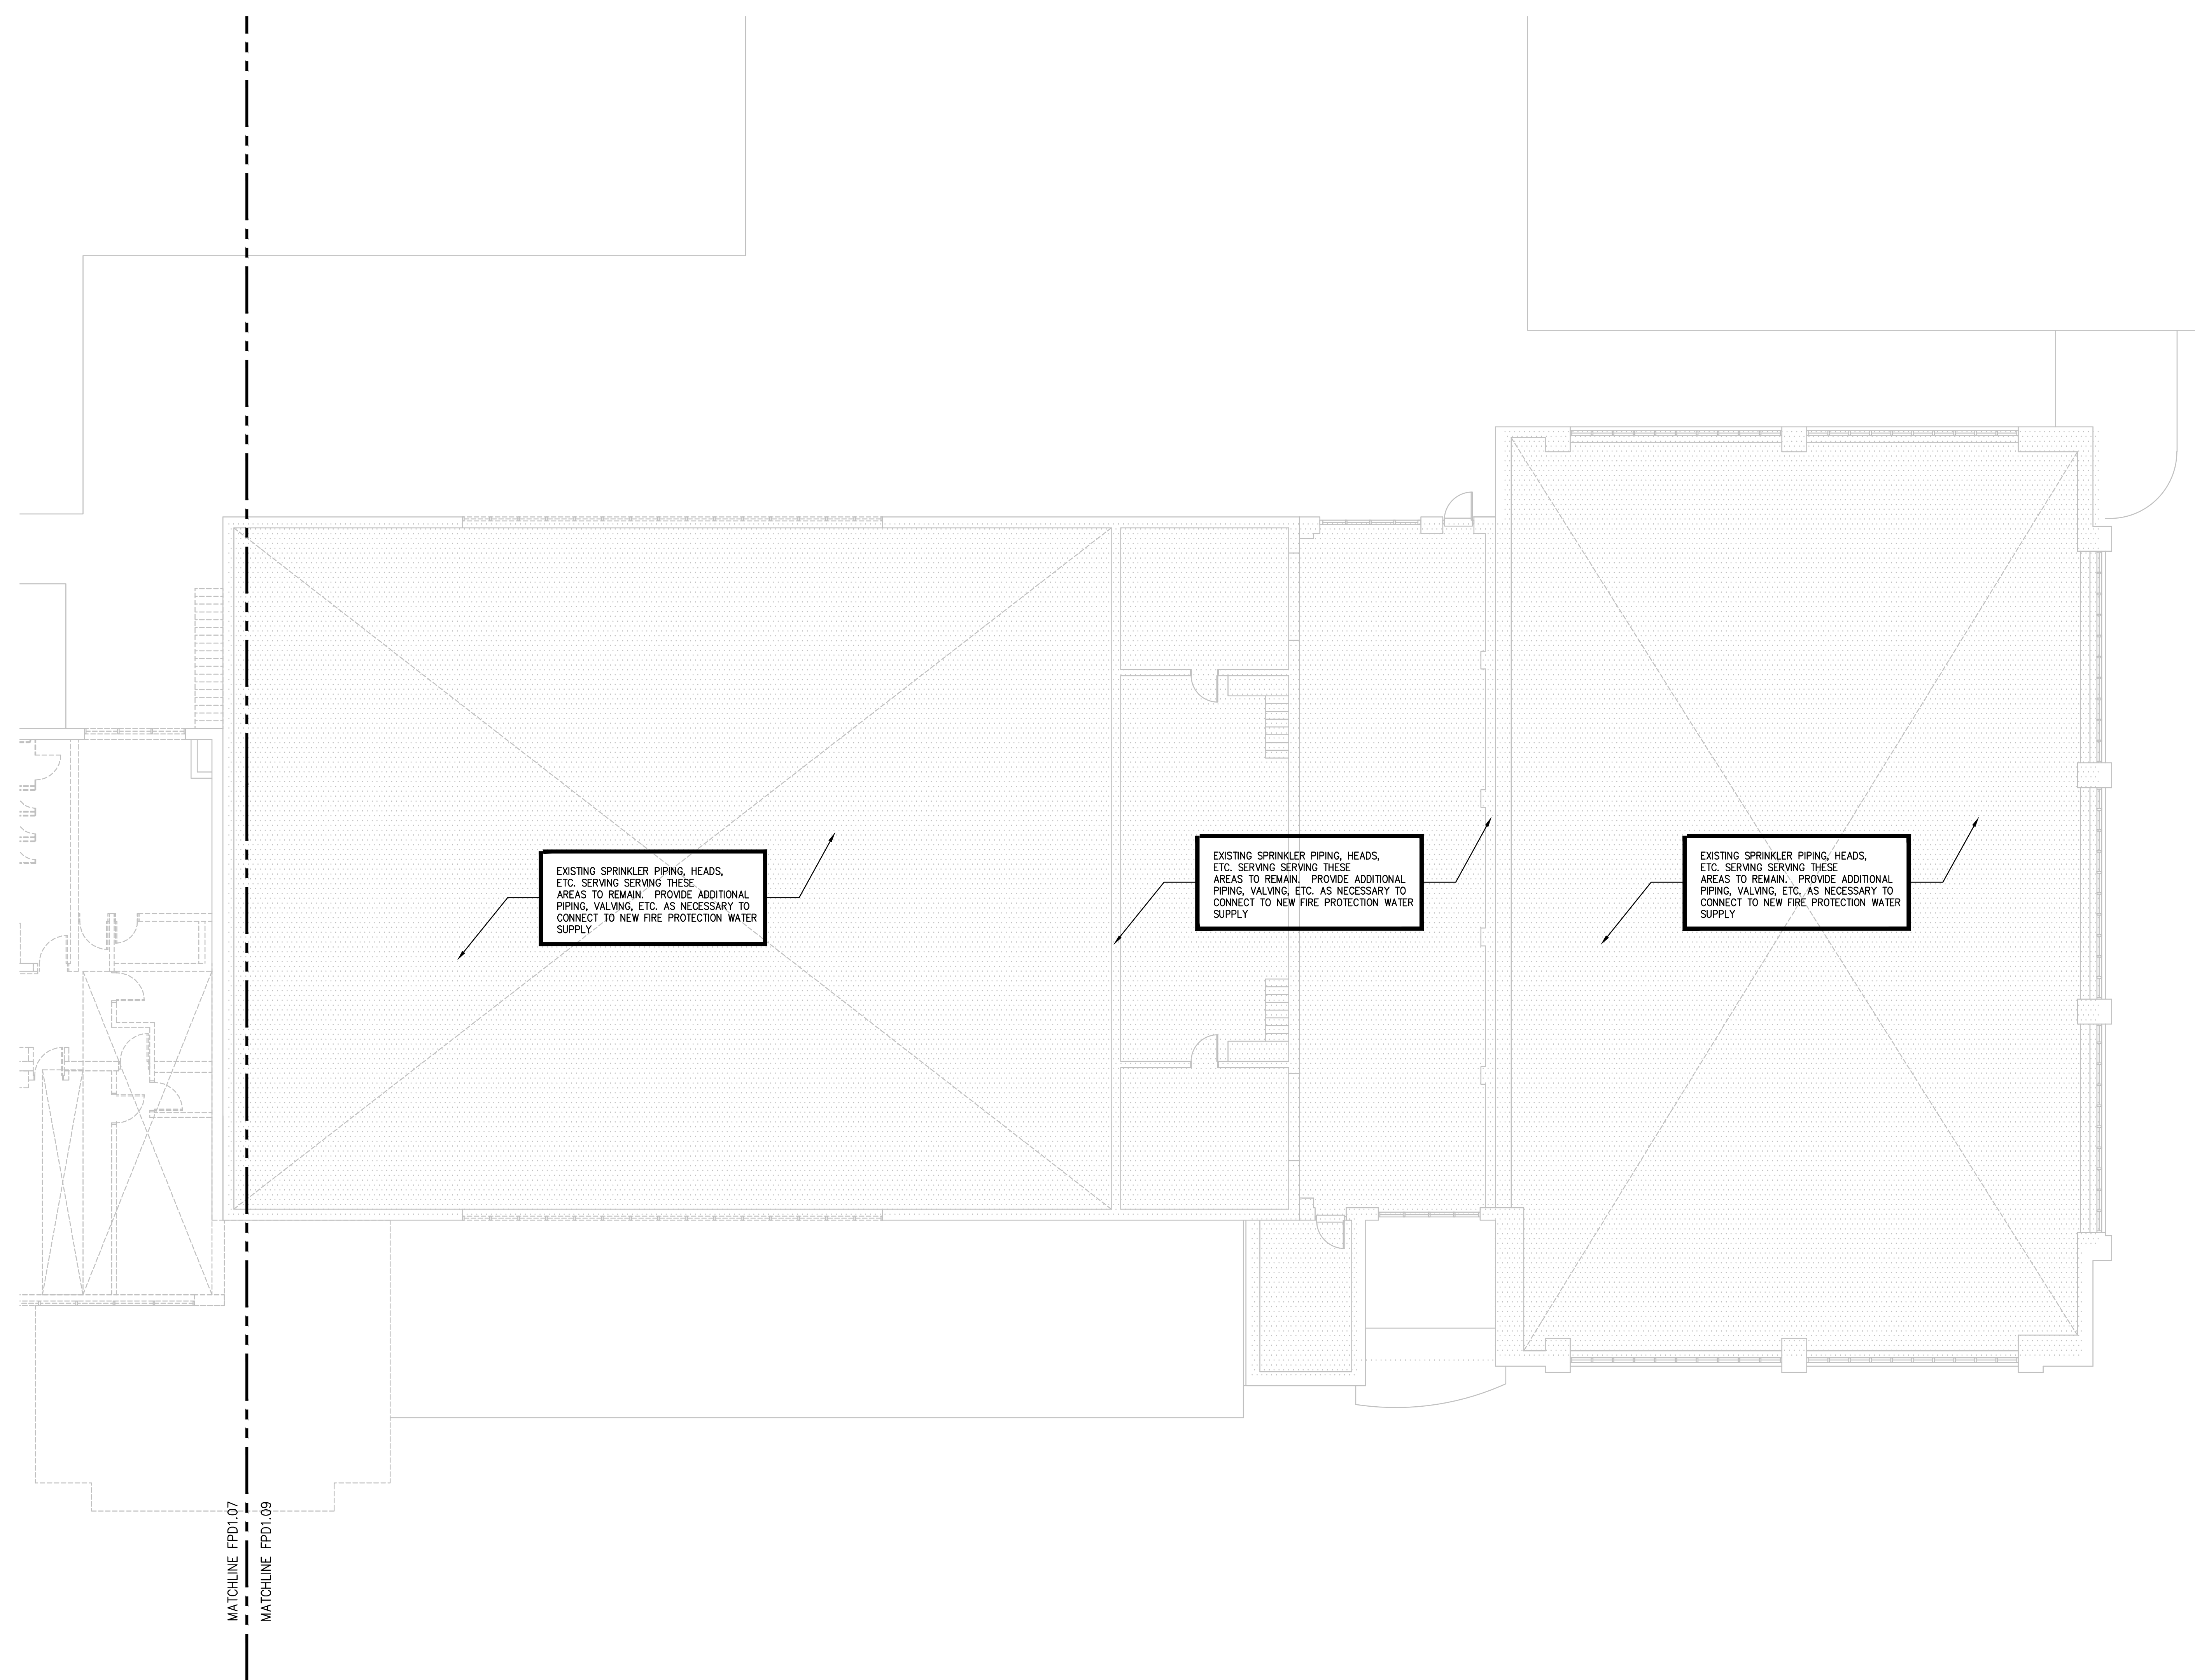 EXISTING SPRINKLER PIPING, HEADS,
ETC. SERVING SERVING THESE
AREAS TO REMAIN. PROVIDE ADDITIONAL
PIPING, VALVING, ETC. AS NECESSARY TO
CONNECT TO NEW FIRE PROTECTION WATER
SUPPLY
EXISTING SPRINKLER PIPING, HEADS,
ETC. SERVING SERVING THESE
AREAS TO REMAIN. PROVIDE ADDITIONAL
PIPING, VALVING, ETC. AS NECESSARY TO
CONNECT TO NEW FIRE PROTECTION WATER
SUPPLY
EXISTING SPRINKLER PIPING, HEADS,
ETC. SERVING SERVING THESE
AREAS TO REMAIN. PROVIDE ADDITIONAL
PIPING, VALVING, ETC. AS NECESSARY TO
CONNECT TO NEW FIRE PROTECTION WATER
SUPPLY
MATCHLINE FPD1.07
MATCHLINE FPD1.09